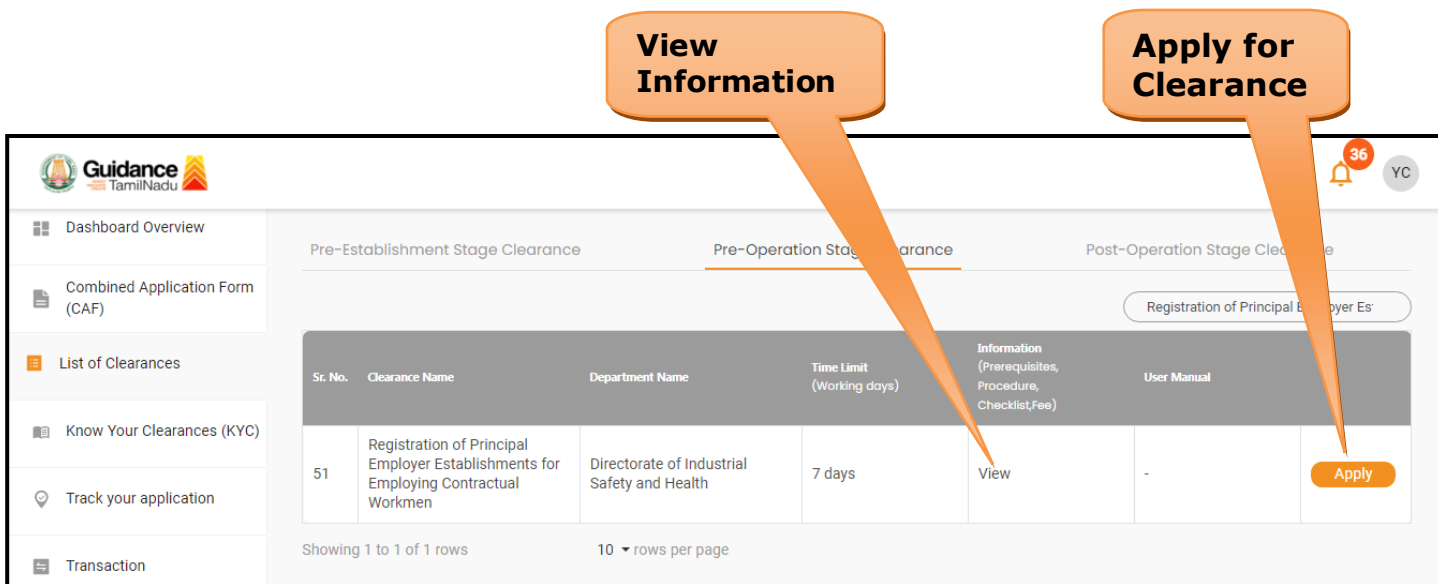 View
Information
Apply for
Clearance
Guidance
TamilNadu
36
YC
Dashboard Overview
Combined Application Form
(CAF)
List of Clearances
Know Your Clearances (KYC)
Track your application
Transaction
Pre-Establishment Stage Clearance
Pre-Operation Stage Clearance
Post-Operation Stage Clearance
Registration of Principal Employer Es
Sr. No.
Clearance Name
Department Name
Time Limit
(Working days)
Information
(Prerequisites,
Procedure,
Checklist,Fee)
User Manual
51
Registration of Principal
Employer Establishments for
Employing Contractual
Workmen
Directorate of Industrial
Safety and Health
7 days
View
-
Apply
Showing 1 to 1 of 1 rows
10 rows per page